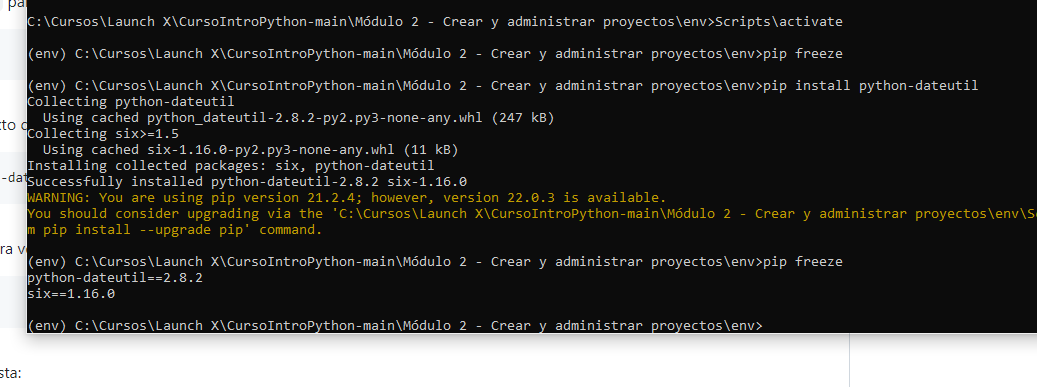 par
C:\Cursos\Launch X\CursoIntroPython-main\Módulo 2 - Crear y administrar proyectos\env>Scripts\activate
(env) C:\Cursos\Launch X\CursoIntroPython-main\Módulo 2 - Crear y administrar proyectos\env>pip freeze
(env) C:\Cursos\Launch X\CursoIntroPython-main\Módulo 2 - Crear y administrar proyectos\env>pip install python-dateutil
Collecting python-dateutil
  Using cached python_dateutil-2.8.2-py2.py3-none-any.whl (247 kB)
Collecting six>=1.5
  Using cached six-1.16.0-py2.py3-none-any.whl (11 kB)
Installing collected packages: six, python-dateutil
Successfully installed python-dateutil-2.8.2 six-1.16.0
WARNING: You are using pip version 21.2.4; however, version 22.0.3 is available.
You should consider upgrading via the 'C:\Cursos\Launch X\CursoIntroPython-main\Módulo 2 - Crear y administrar proyectos\env\Sc
m pip install --upgrade pip' command.
(env) C:\Cursos\Launch X\CursoIntroPython-main\Módulo 2 - Crear y administrar proyectos\env>pip freeze
python-dateutil==2.8.2
six==1.16.0
(env) C:\Cursos\Launch X\CursoIntroPython-main\Módulo 2 - Crear y administrar proyectos\env>
xto
-dat
ra v
sta: